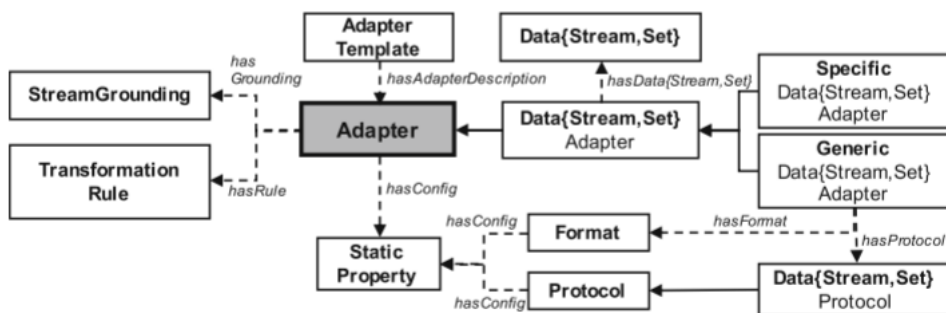 Adapter
Template
Data{Stream,Set}
has
Grounding
hasAdapterDescription
hasData{Stream,Set}
Specific
Data{Stream,Set}
Adapter
StreamGrounding
Adapter
Data{Stream,Set}
Adapter
Generic
Data{Stream,Set}
Adapter
Transformation
Rule
hasRule
hasConfig
hasConfig
Format
hasFormat
hasProtocol
Static
Property
hasConfig
Protocol
Data{Stream,Set}
Protocol